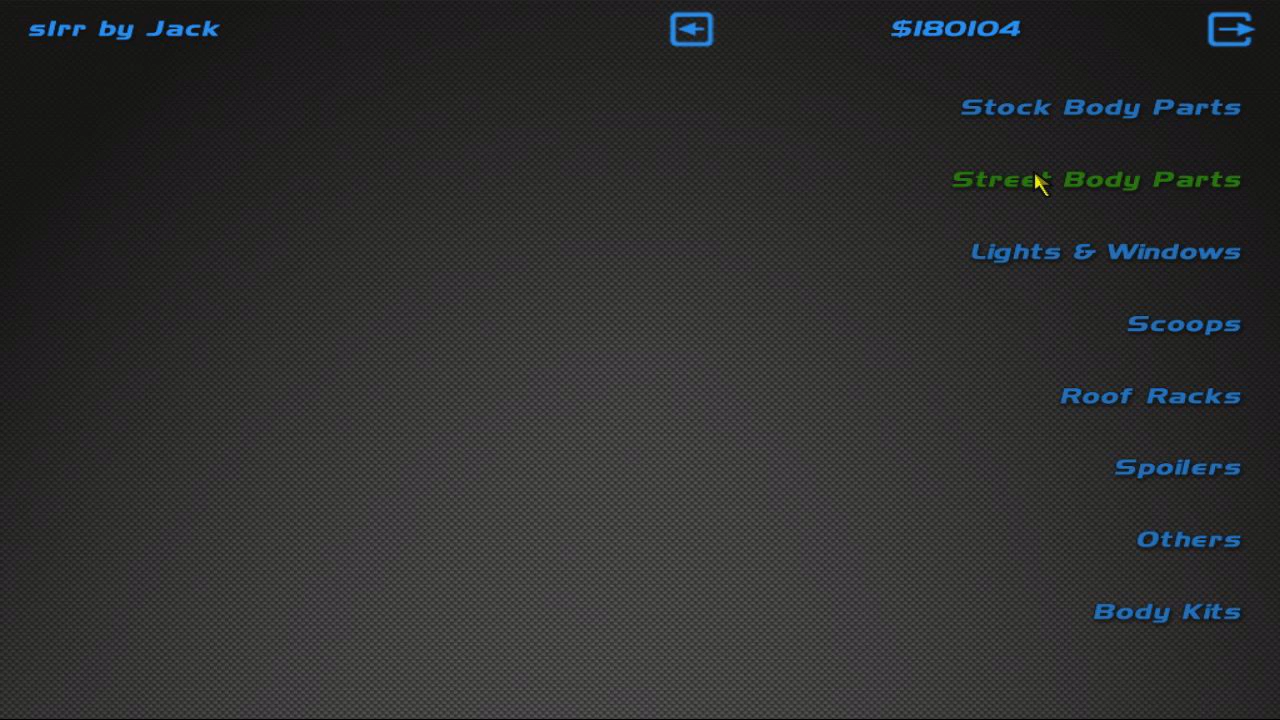 slrr by Jack
$180104
Stock Body Parts
Street Body Parts
Lights & Windows
Scoops
Roof Racks
Spoilers
Others
Body Kits